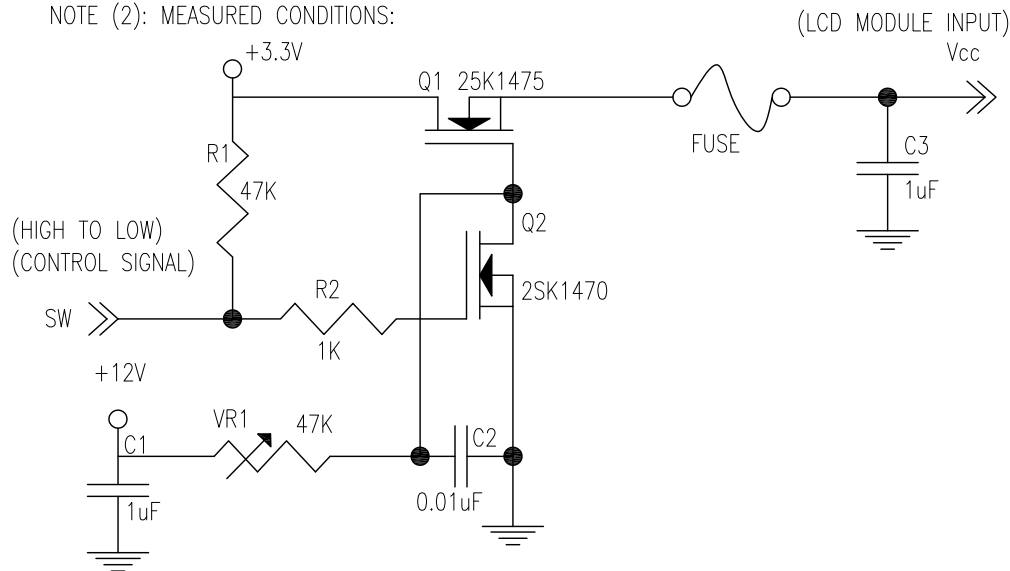 NOTE (2): MEASURED CONDITIONS:
(LCD MODULE INPUT)
Vcc
+3.3V
Q1 25K1475
FUSE
C3
1uF
R1
47K
(HIGH TO LOW)
(CONTROL SIGNAL)
SW
R2
1K
Q2
2SK1470
+12V
VR1 47K
C1
1uF
C2
0.01uF